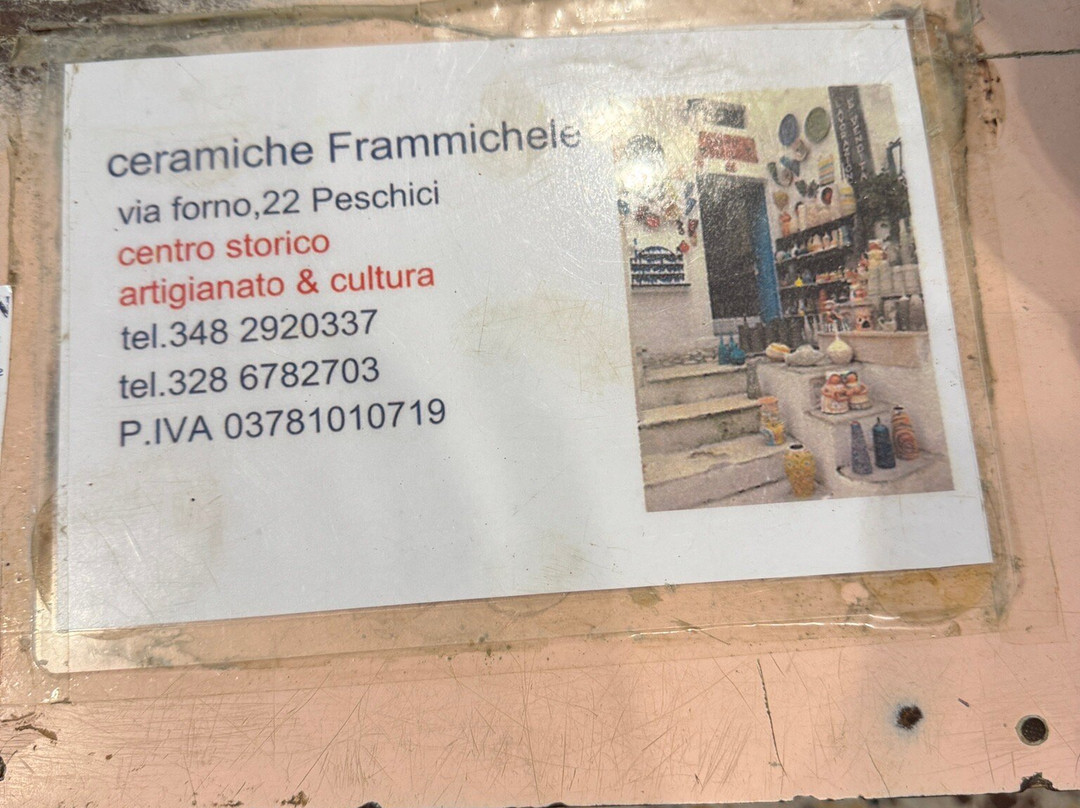 ceramiche Frammichele
via forno,22 Peschici
centro storico
artigianato & cultura
tel.348 2920337
tel.328 6782703
P.IVA 03781010719